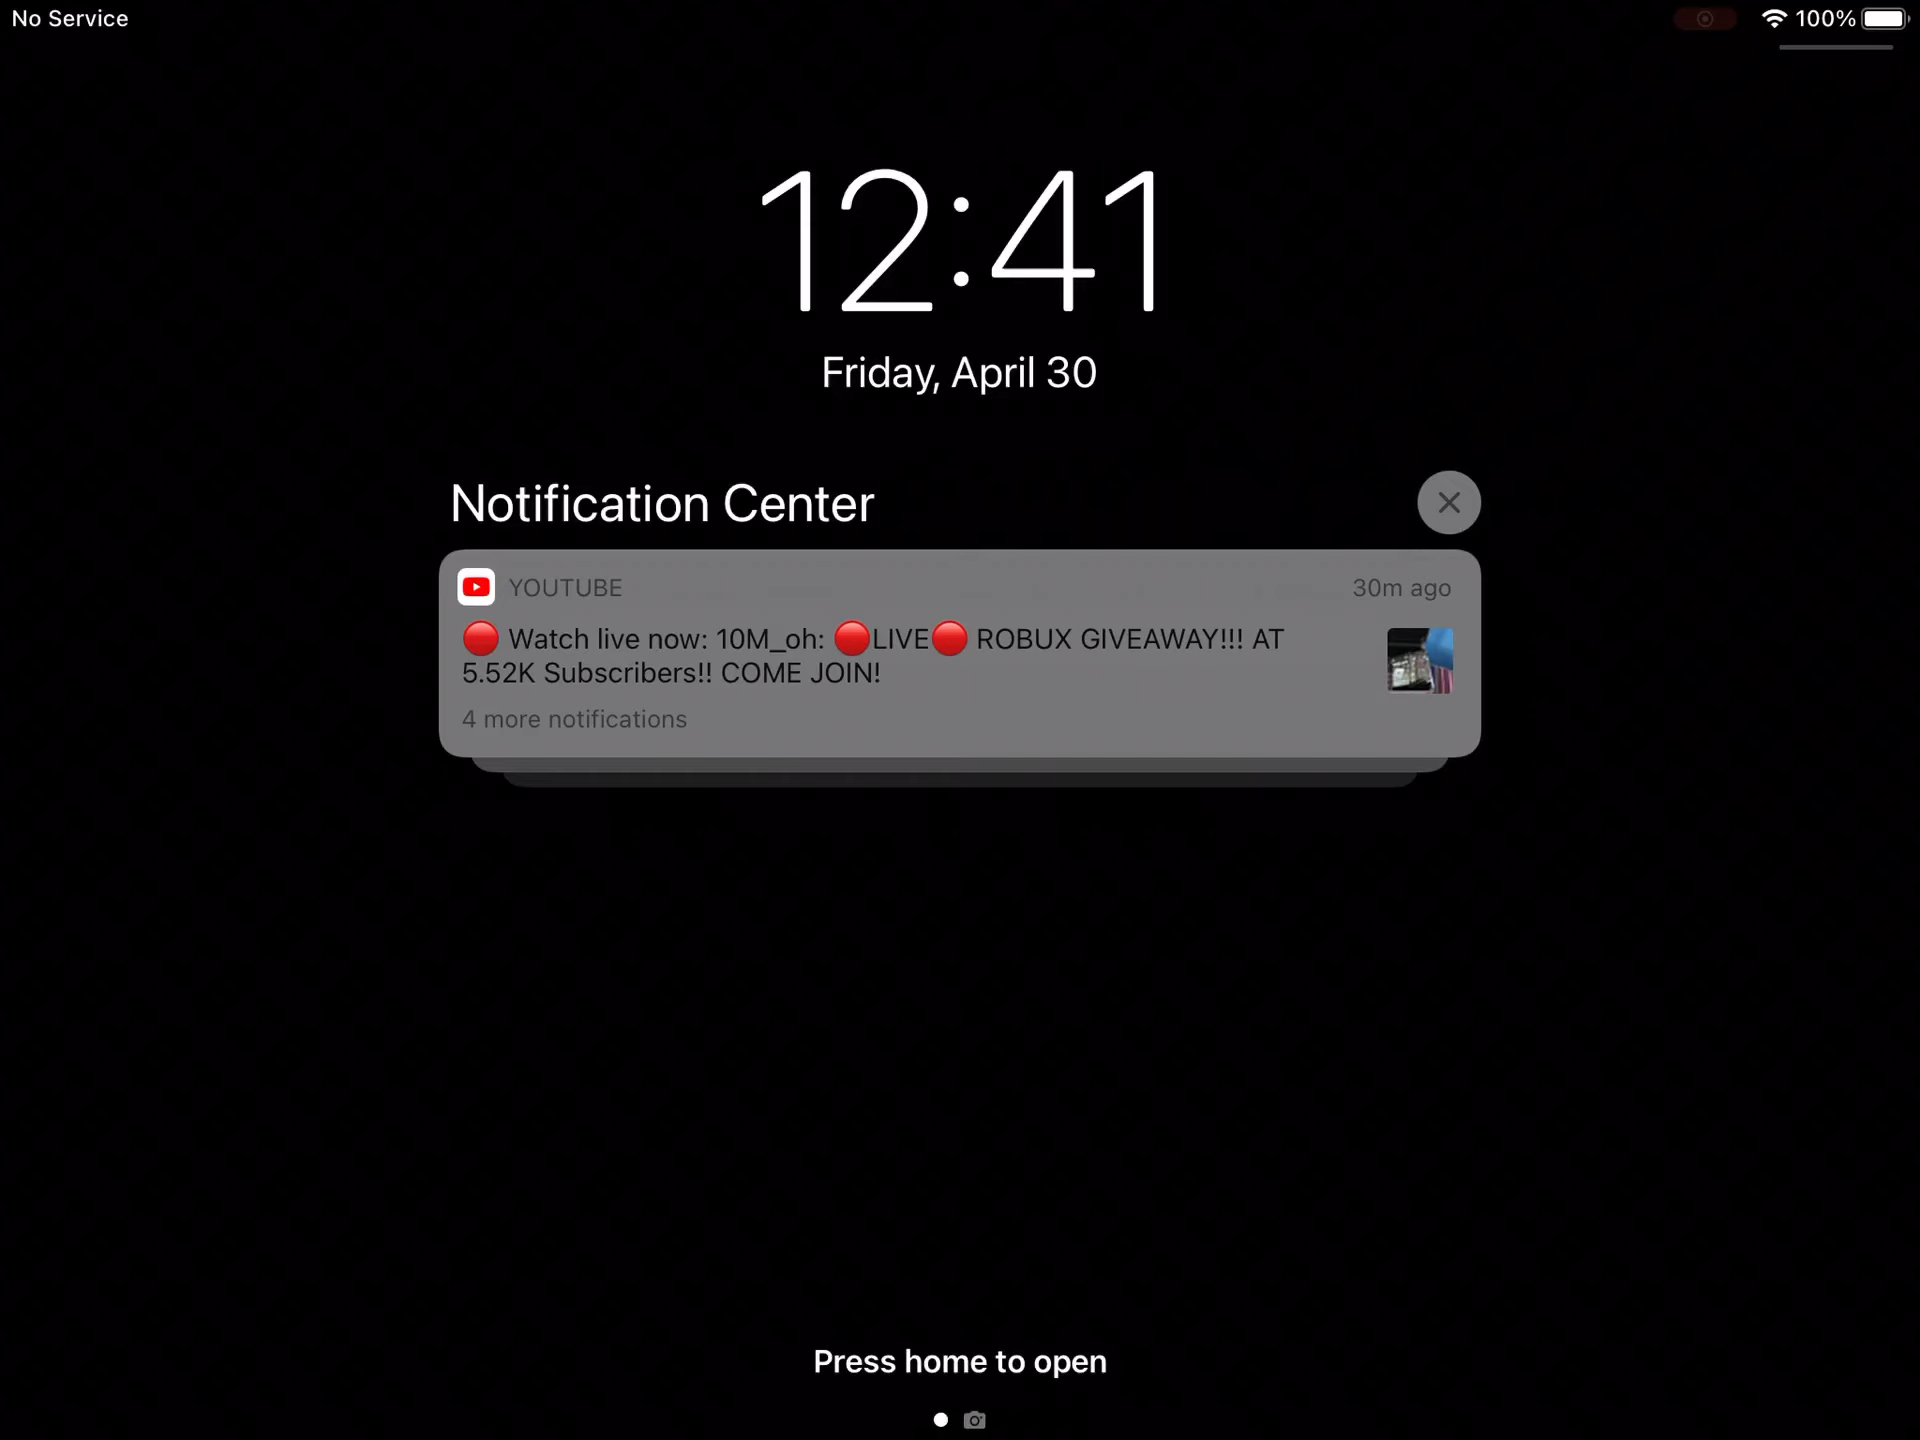 No Service
100%
12:41
Friday, April 30
Notification Center
YOUTUBE
30m ago
🔴 Watch live now: 10M_oh: 🔴LIVE🔴 ROBUX GIVEAWAY!!! AT
5.52K Subscribers!! COME JOIN!
4 more notifications
Press home to open